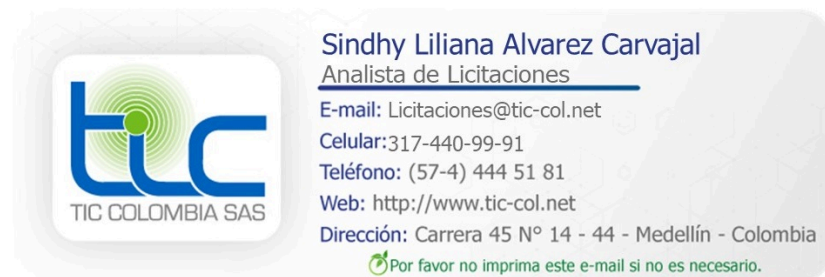 tic
TIC COLOMBIA SAS
Sindhy Liliana Alvarez Carvajal
Analista de Licitaciones
E-mail: Licitaciones@tic-col.net
Celular:317-440-99-91
Teléfono: (57-4) 444 51 81
Web: http://www.tic-col.net
Dirección: Carrera 45 N° 14 - 44 - Medellín - Colombia
Por favor no imprima este e-mail si no es necesario.